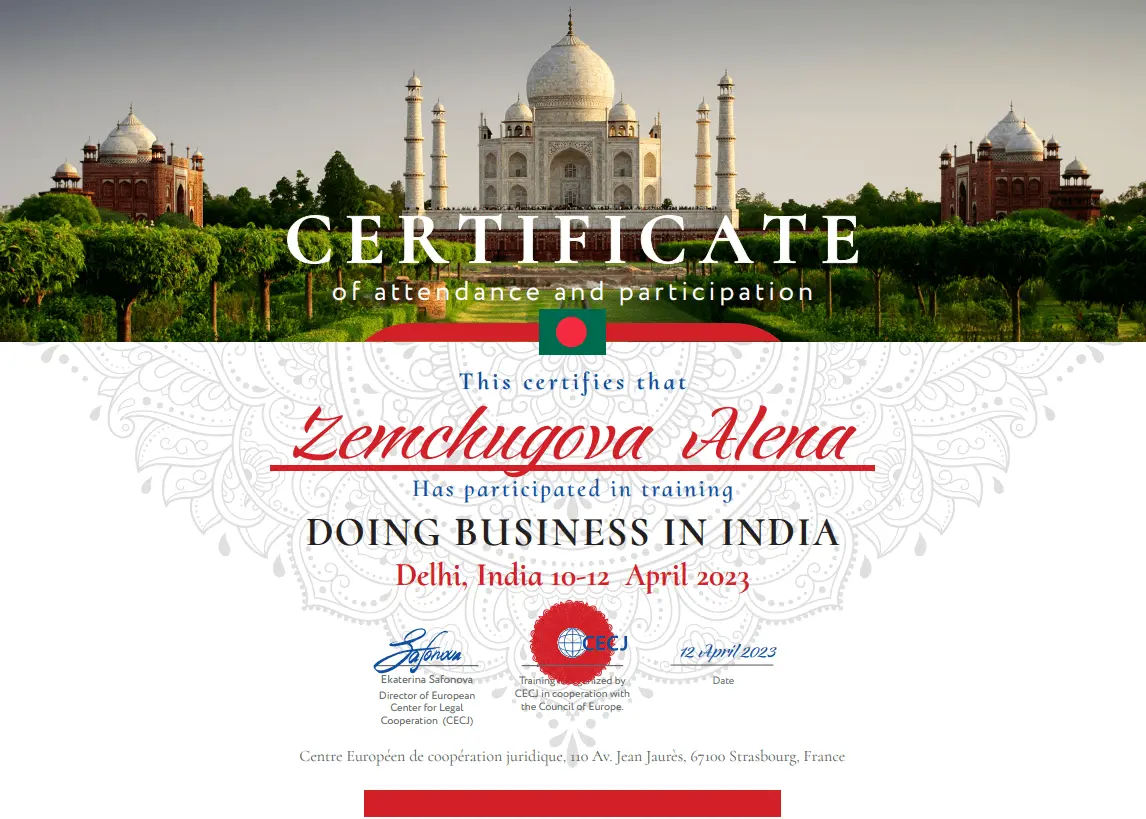 CERTIFICATE
of attendance and participation
This certifies that
Zemchugova Alena
Has participated in training
DOING BUSINESS IN INDIA
Delhi, India 10-12 April 2023
Safonova
CECJ
12 April 2023
Ekaterina Safonova
Director of European
Center for Legal
Cooperation (CECJ)
Training organized by
CECJ in cooperation with
the Council of Europe.
Date
Centre Européen de coopération juridique, 110 Av. Jean Jaurès, 67100 Strasbourg, France